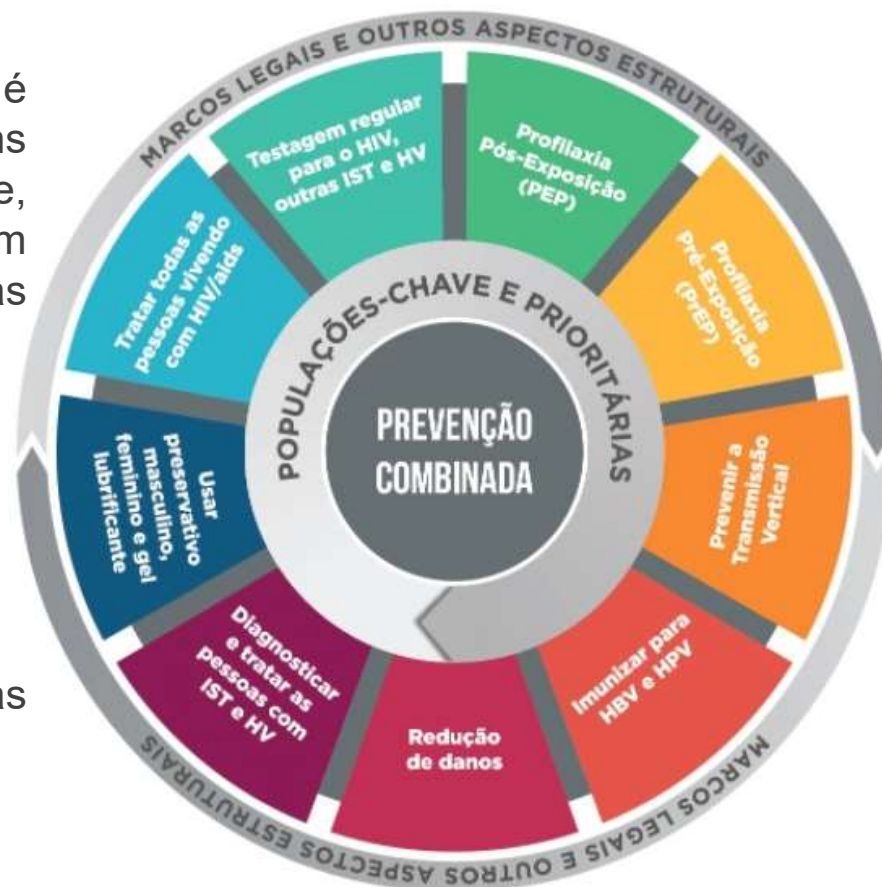 é
ns
e,
m
as
as
MARCOS LEGAIS E OUTROS ASPECTOS ESTRUTURAIS
Testagem regular
para o HIV,
outras IST e HV
Profilaxia
Pós-Exposição
(PEP)
Profilaxia
Pré-Exposição
(PrEP)
Prevenir a
Transmissão
Vertical
Imunizar para
HBV e HPV
Redução
de danos
Diagnosticar
e tratar as
pessoas com
IST e HV
Usar
preservativo
masculino,
feminino e gel
lubrificante
Tratar todas as
pessoas vivendo
com HIV/aids
POPULAÇÕES-CHAVE E PRIORITÁRIAS
PREVENÇÃO
COMBINADA
MARCOS LEGAIS E OUTROS ASPECTOS ESTRUTURAIS